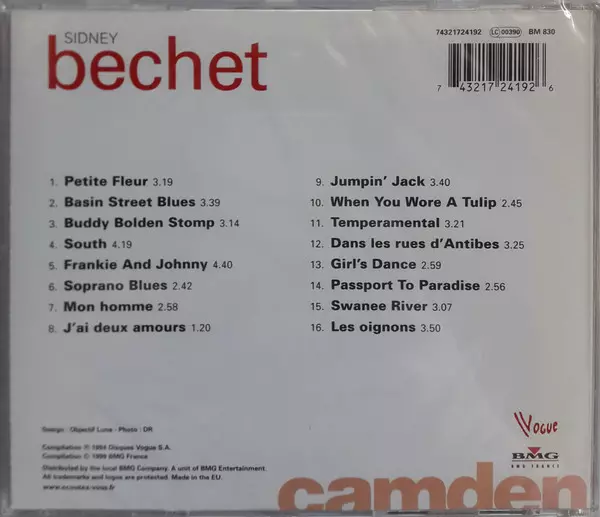 SIDNEY
bechet
74321724192 LC 00390 BM 830
7 43217 24192 6
1. Petite Fleur 3.19
2. Basin Street Blues 3.39
3. Buddy Bolden Stomp 3.14
4. South 4.19
5. Frankie And Johnny 4.40
6. Soprano Blues 2.42
7. Mon homme 2.58
8. J'ai deux amours 1.20
9. Jumpin' Jack 3.40
10. When You Wore A Tulip 2.45
11. Temperamental 3.21
12. Dans les rues d'Antibes 3.25
13. Girl's Dance 2.59
14. Passport To Paradise 2.56
15. Swanee River 3.07
16. Les oignons 3.50
Design : Objectif Lune - Photo : DR
Compilation ℗ 1994 Disques Vogue S.A.
Compilation © 1999 BMG France
Distributed by the local BMG Company. A unit of BMG Entertainment.
All trademarks and logos are protected. Made in the EU.
www.ecoutez-vous.fr
Vogue
BMG
BMG FRANCE
camden